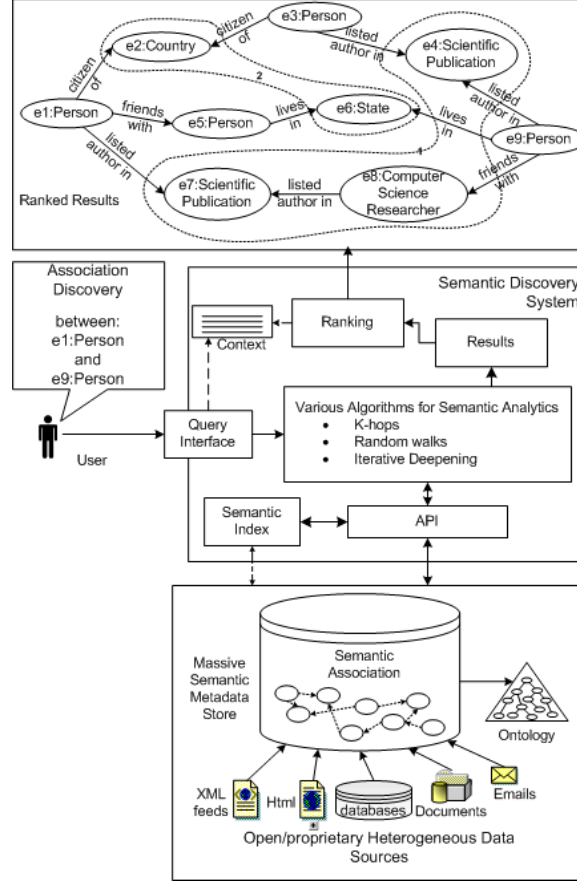 e3:Person
citizen
of
e2:Country
listed
author in
e4:Scientific
Publication
citizen
of
2
e1:Person
friends
with
e5:Person
lives
in
e6:State
lives
in
listed
author in
e9:Person
listed
author in
1
friends
with
e7:Scientific
Publication
listed
author in
e8:Computer
Science
Researcher
Ranked Results
Association
Discovery
between:
e1:Person
and
e9:Person
Semantic Discovery
System
Context
Ranking
Results
User
Query
Interface
Various Algorithms for Semantic Analytics
• K-hops
• Random walks
• Iterative Deepening
Semantic
Index
API
Massive
Semantic
Metadata
Store
Semantic
Association
Ontology
XML
feeds
Html
databases
Documents
Emails
Open/proprietary Heterogeneous Data
Sources